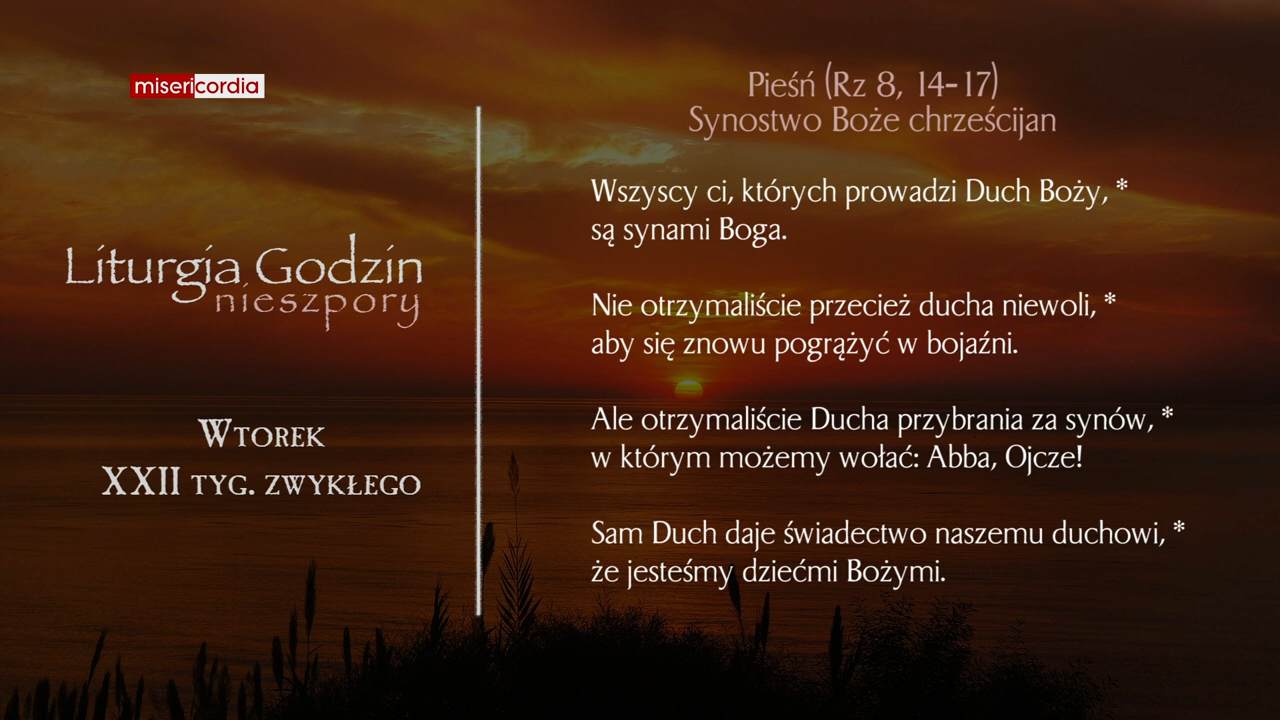 misericordia
Liturgia Godzin
nieszpory
Wtorek
XXII tyg. zwykłego
Pieśń (Rz 8, 14-17)
Synostwo Boże chrześcijan
Wszyscy ci, których prowadzi Duch Boży, *
są synami Boga.
Nie otrzymaliście przecież ducha niewoli, *
aby się znowu pogrążyć w bojaźni.
Ale otrzymaliście Ducha przybrania za synów, *
w którym możemy wołać: Abba, Ojcze!
Sam Duch daje świadectwo naszemu duchowi, *
że jesteśmy dziećmi Bożymi.